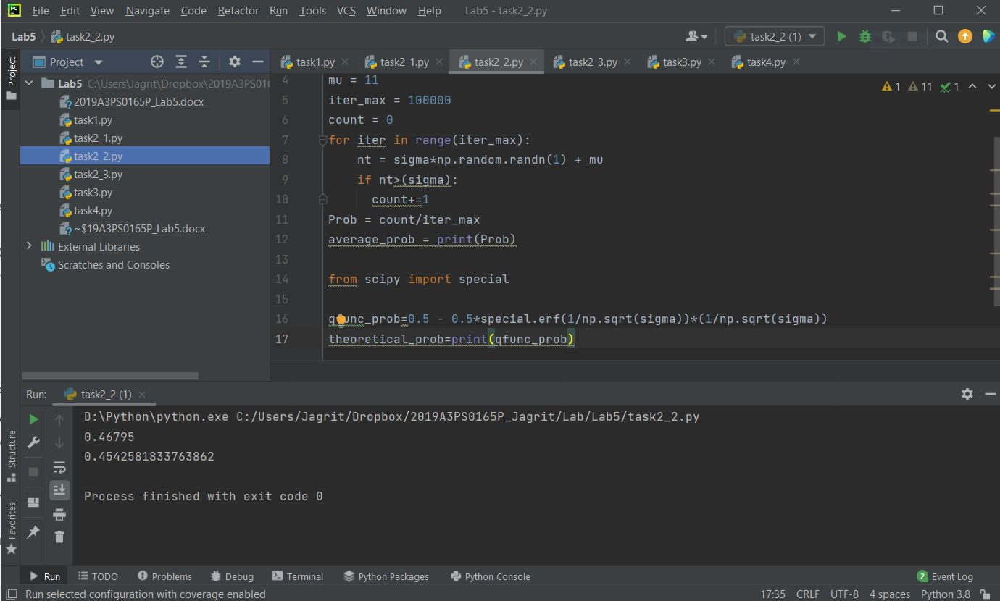 File Edit View Navigate Code Refactor Run Tools VCS Window Help Lab5 - task2_2.py
Lab5 task2_2.py task2_2 (1)
Project
Project
task1.py task2_1.py task2_2.py task2_3.py task3.py task4.py
Lab5 C:\Users\Jagrit\Dropbox\2019A3PS016
2019A3PS0165P_Lab5.docx
task1.py
task2_1.py
task2_2.py
task2_3.py
task3.py
task4.py
~$19A3PS0165P_Lab5.docx
External Libraries
Scratches and Consoles
1 11 1
4 mu = 11
5 iter_max = 100000
6 count = 0
7 for iter in range(iter_max):
8 nt = sigma*np.random.randn(1) + mu
9 if nt>(sigma):
10 count+=1
11 Prob = count/iter_max
12 average_prob = print(Prob)
13
14 from scipy import special
15
16 qfunc_prob=0.5 - 0.5*special.erf(1/np.sqrt(sigma))*(1/np.sqrt(sigma))
17 theoretical_prob=print(qfunc_prob)
Run: task2_2 (1)
D:\Python\python.exe C:/Users/Jagrit/Dropbox/2019A3PS0165P_Jagrit/Lab/Lab5/task2_2.py
0.46795
0.4542581833763862
Process finished with exit code 0
Structure
Favorites
Run TODO Problems Debug Terminal Python Packages Python Console 2 Event Log
Run selected configuration with coverage enabled 17:35 CRLF UTF-8 4 spaces Python 3.8